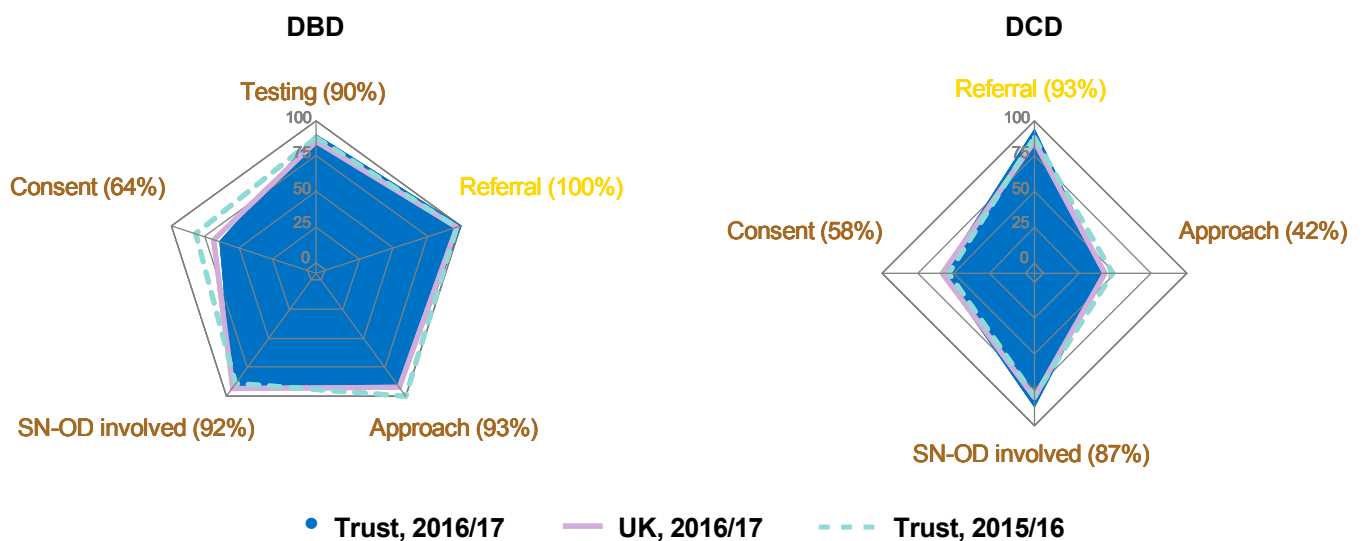 DBD
DCD
Testing (90%)
Referral (93%)
100
75
50
25
0
100
75
50
25
0
Consent (64%)
Referral (100%)
Consent (58%)
Approach (42%)
SN-OD involved (92%)
Approach (93%)
SN-OD involved (87%)
Trust, 2016/17
UK, 2016/17
Trust, 2015/16